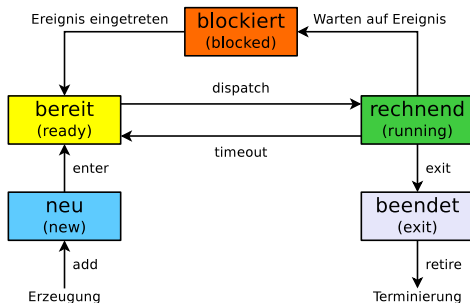 Ereignis eingetreten
blockiert
(blocked)
Warten auf Ereignis
bereit
(ready)
dispatch
timeout
rechnend
(running)
enter
exit
neu
(new)
beendet
(exit)
add
retire
Erzeugung
Terminierung